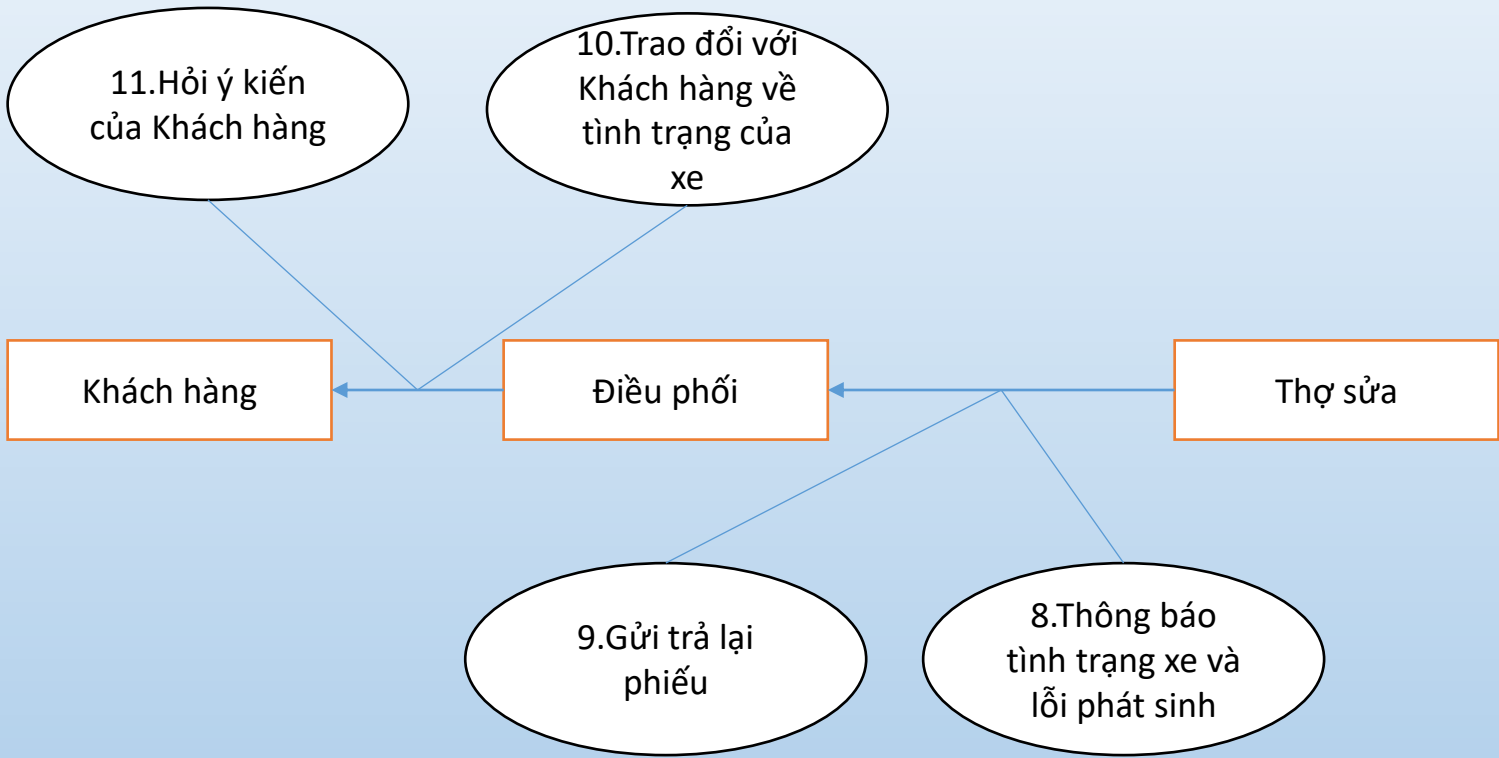 11.Hỏi ý kiến
của Khách hàng
10.Trao đổi với
Khách hàng về
tình trạng của
xe
Khách hàng
Điều phối
Thợ sửa
9.Gửi trả lại
phiếu
8.Thông báo
tình trạng xe và
lỗi phát sinh